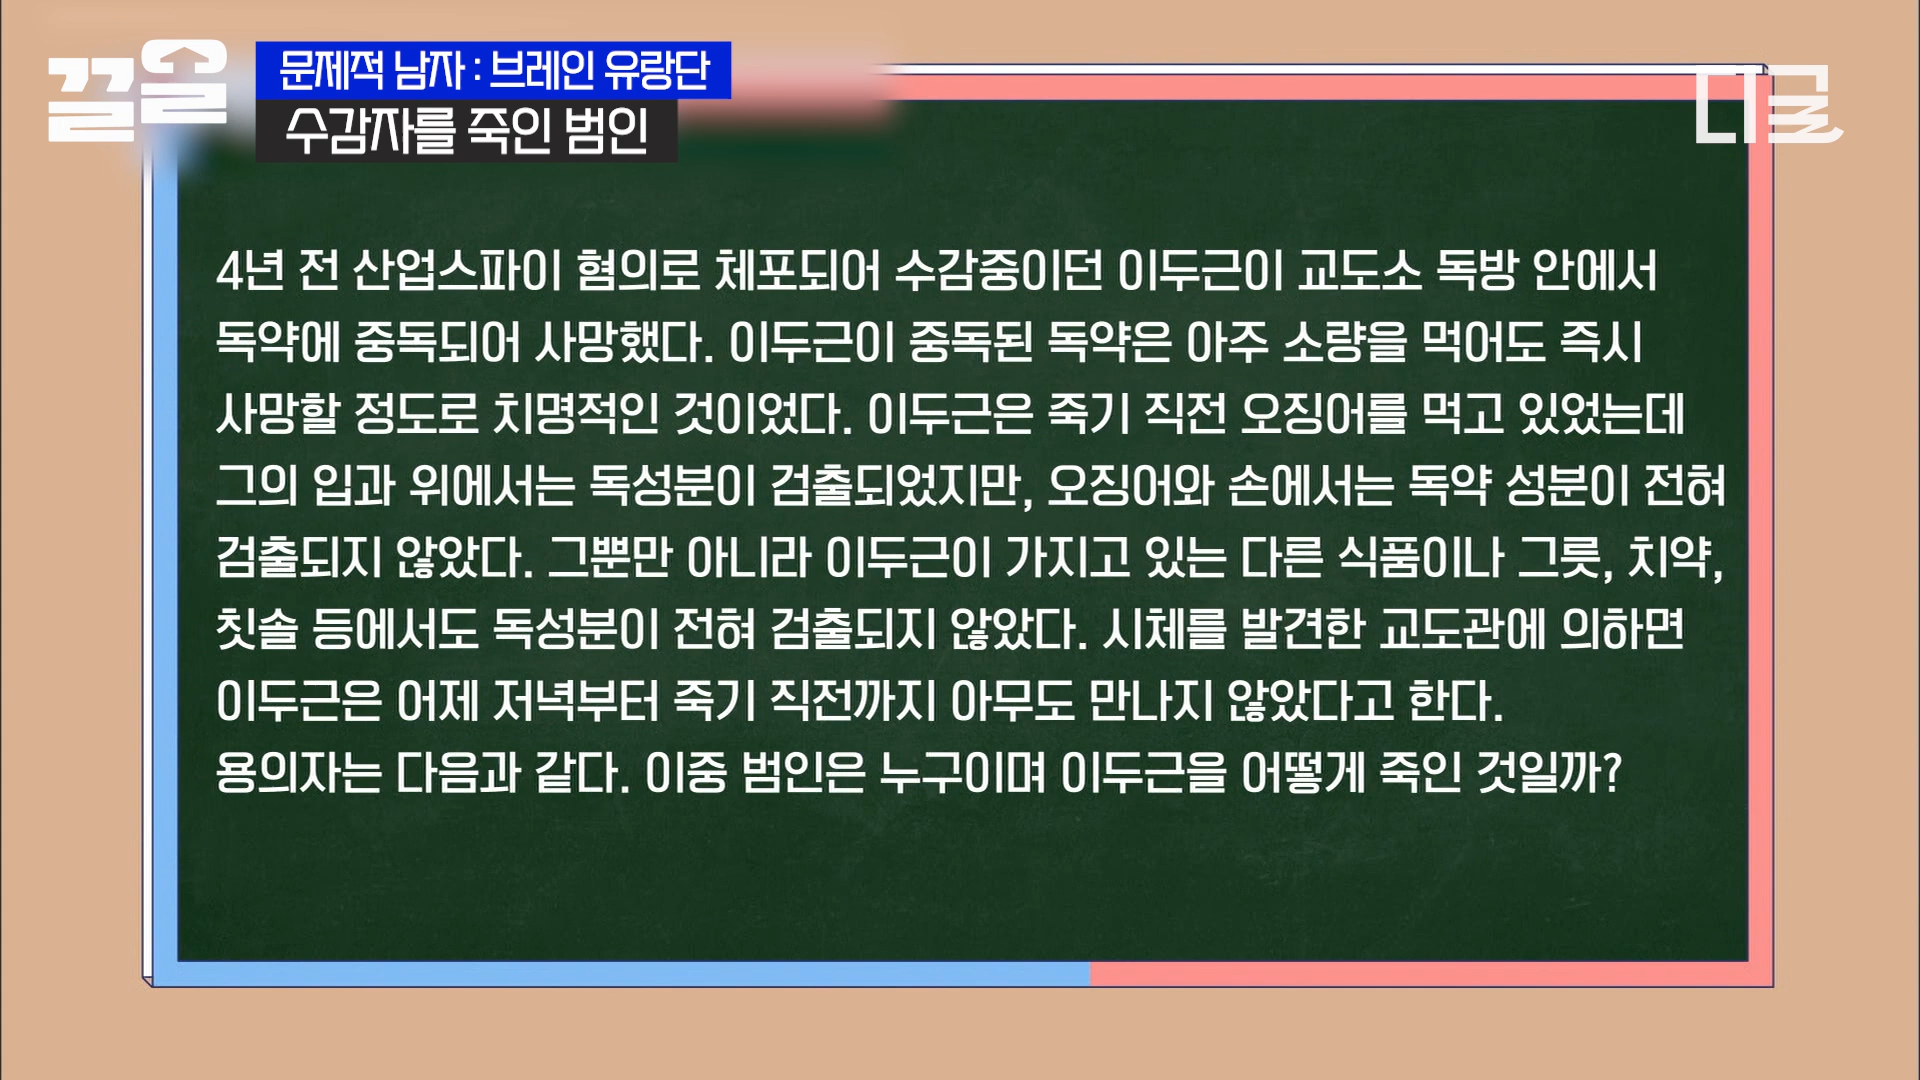 끌올
문제적 남자 : 브레인 유랑단
수감자를 죽인 범인
디글
4년 전 산업스파이 혐의로 체포되어 수감중이던 이두근이 교도소 독방 안에서
독약에 중독되어 사망했다. 이두근이 중독된 독약은 아주 소량을 먹어도 즉시
사망할 정도로 치명적인 것이었다. 이두근은 죽기 직전 오징어를 먹고 있었는데
그의 입과 위에서는 독성분이 검출되었지만, 오징어와 손에서는 독약 성분이 전혀
검출되지 않았다. 그뿐만 아니라 이두근이 가지고 있는 다른 식품이나 그릇, 치약,
칫솔 등에서도 독성분이 전혀 검출되지 않았다. 시체를 발견한 교도관에 의하면
이두근은 어제 저녁부터 죽기 직전까지 아무도 만나지 않았다고 한다.
용의자는 다음과 같다. 이중 범인은 누구이며 이두근을 어떻게 죽인 것일까?